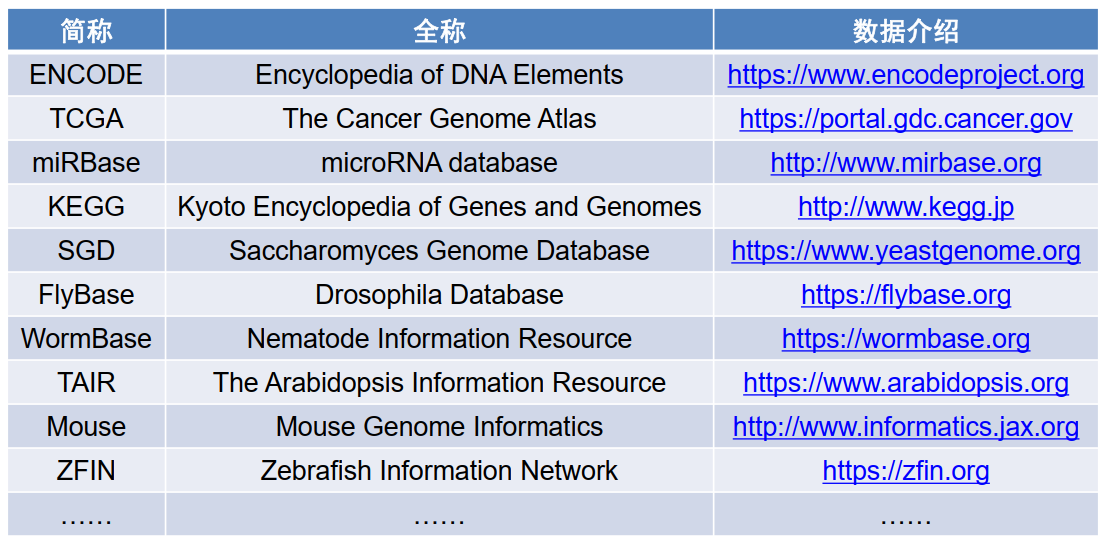 简称 全称 数据介绍
ENCODE Encyclopedia of DNA Elements https://www.encodeproject.org
TCGA The Cancer Genome Atlas https://portal.gdc.cancer.gov
miRBase microRNA database http://www.mirbase.org
KEGG Kyoto Encyclopedia of Genes and Genomes http://www.kegg.jp
SGD Saccharomyces Genome Database https://www.yeastgenome.org
FlyBase Drosophila Database https://flybase.org
WormBase Nematode Information Resource https://wormbase.org
TAIR The Arabidopsis Information Resource https://www.arabidopsis.org
Mouse Mouse Genome Informatics http://www.informatics.jax.org
ZFIN Zebrafish Information Network https://zfin.org
…… …… ……